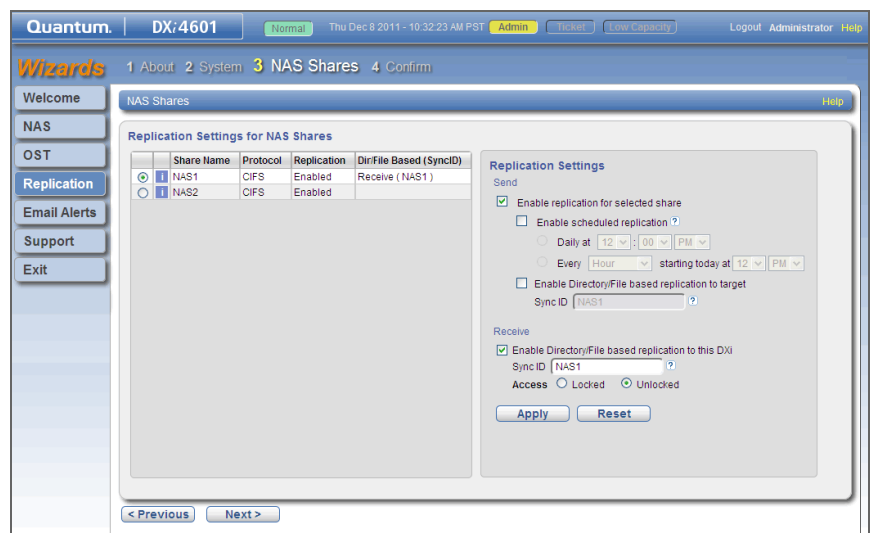 Quantum. DXi4601 Normal Thu Dec 8 2011 - 10:32:23 AM PST Admin Ticket Low Capacity Logout Administrator Help
Wizards 1 About 2 System 3 NAS Shares 4 Confirm
Welcome
NAS
OST
Replication
Email Alerts
Support
Exit
NAS Shares Help
Replication Settings for NAS Shares
Share Name Protocol Replication Dir/File Based (SyncID)
i NAS1 CIFS Enabled Receive ( NAS1 )
i NAS2 CIFS Enabled
Replication Settings
Send
Enable replication for selected share
Enable scheduled replication ?
Daily at 12 : 00 PM
Every Hour starting today at 12 PM
Enable Directory/File based replication to target
Sync ID NAS1 ?
Receive
Enable Directory/File based replication to this DXi
Sync ID NAS1 ?
Access Locked Unlocked
Apply Reset
< Previous Next >